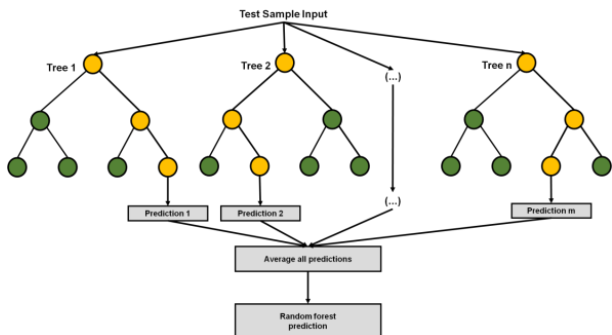 Test Sample Input
Tree 1
Tree 2
(...)
Tree n
(...)
Prediction 1
Prediction 2
Prediction m
Average all predictions
Random forest
prediction